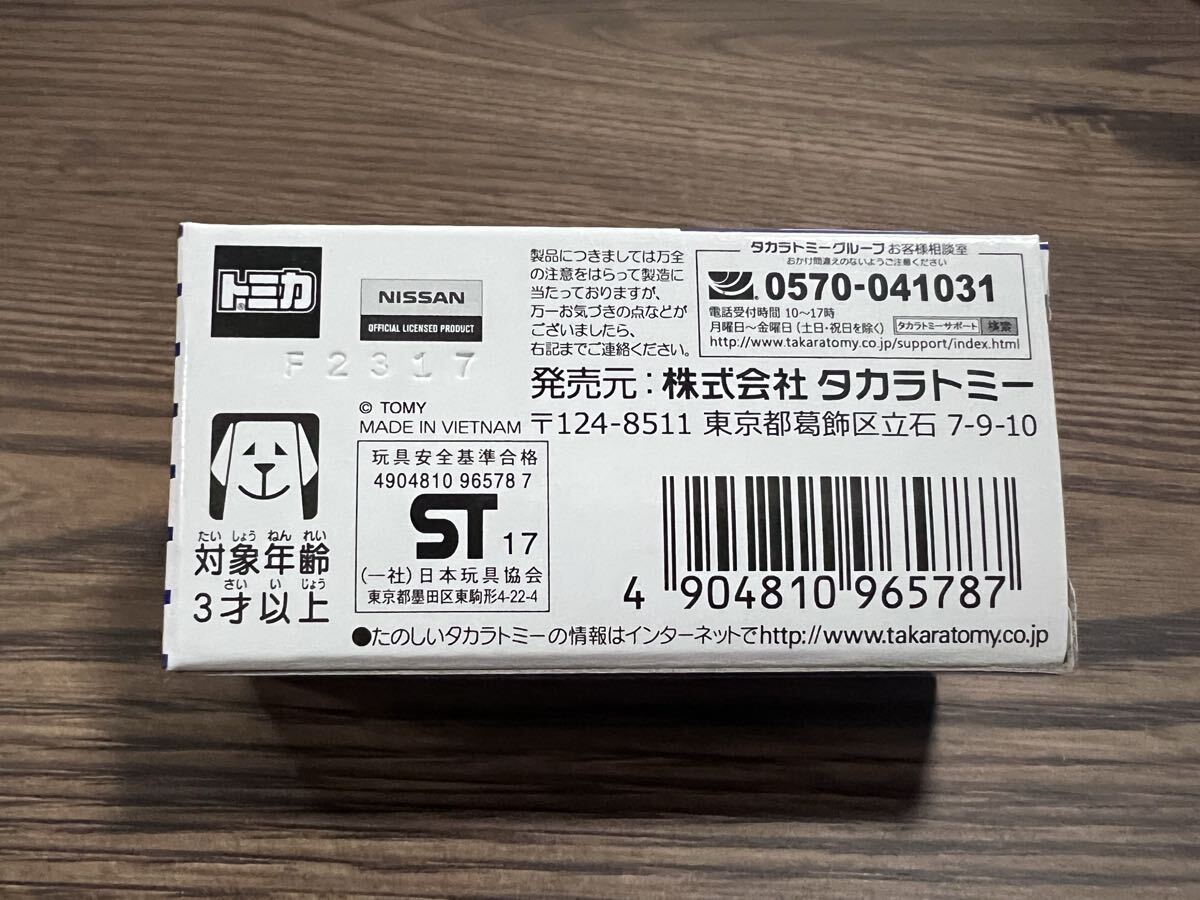 トミカ®
NISSAN
OFFICIAL LICENSED PRODUCT
F2317
© TOMY
MADE IN VIETNAM
製品につきましては万全
の注意をはらって製造に
当たっておりますが、
万一お気づきの点などが
ございましたら、
右記までご連絡ください。
タカラトミーグループ お客様相談室
おかけ間違えのないようご注意ください
0570-041031
電話受付時間 10〜17時
月曜日〜金曜日 (土日・祝日を除く) タカラトミーサポート 検索
http://www.takaratomy.co.jp/support/index.html
発売元:株式会社 タカラトミー
〒124-8511 東京都葛飾区立石 7-9-10
たい しょう ねん れい
対象年齢
さい い じょう
3才以上
玩具安全基準合格
4904810 96578 7
ST 17
(一社)日本玩具協会
東京都墨田区東駒形4-22-4
4 904810 965787
●たのしいタカラトミーの情報はインターネットでhttp://www.takaratomy.co.jp